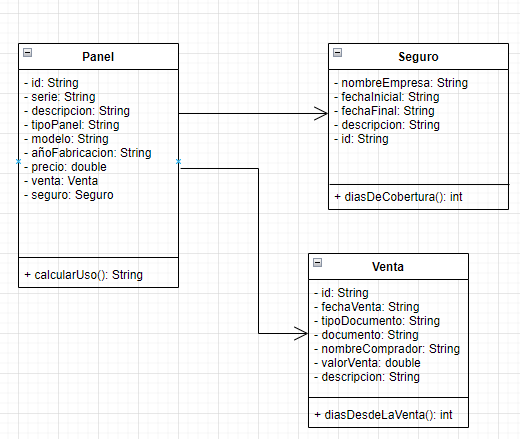 Panel
- id: String
- serie: String
- descripcion: String
- tipoPanel: String
- modelo: String
- añoFabricacion: String
- precio: double
- venta: Venta
- seguro: Seguro
+ calcularUso(): String
Seguro
- nombreEmpresa: String
- fechaInicial: String
- fechaFinal: String
- descripcion: String
- id: String
+ diasDeCobertura(): int
Venta
- id: String
- fechaVenta: String
- tipoDocumento: String
- documento: String
- nombreComprador: String
- valorVenta: double
- descripcion: String
+ diasDesdeLaVenta(): int